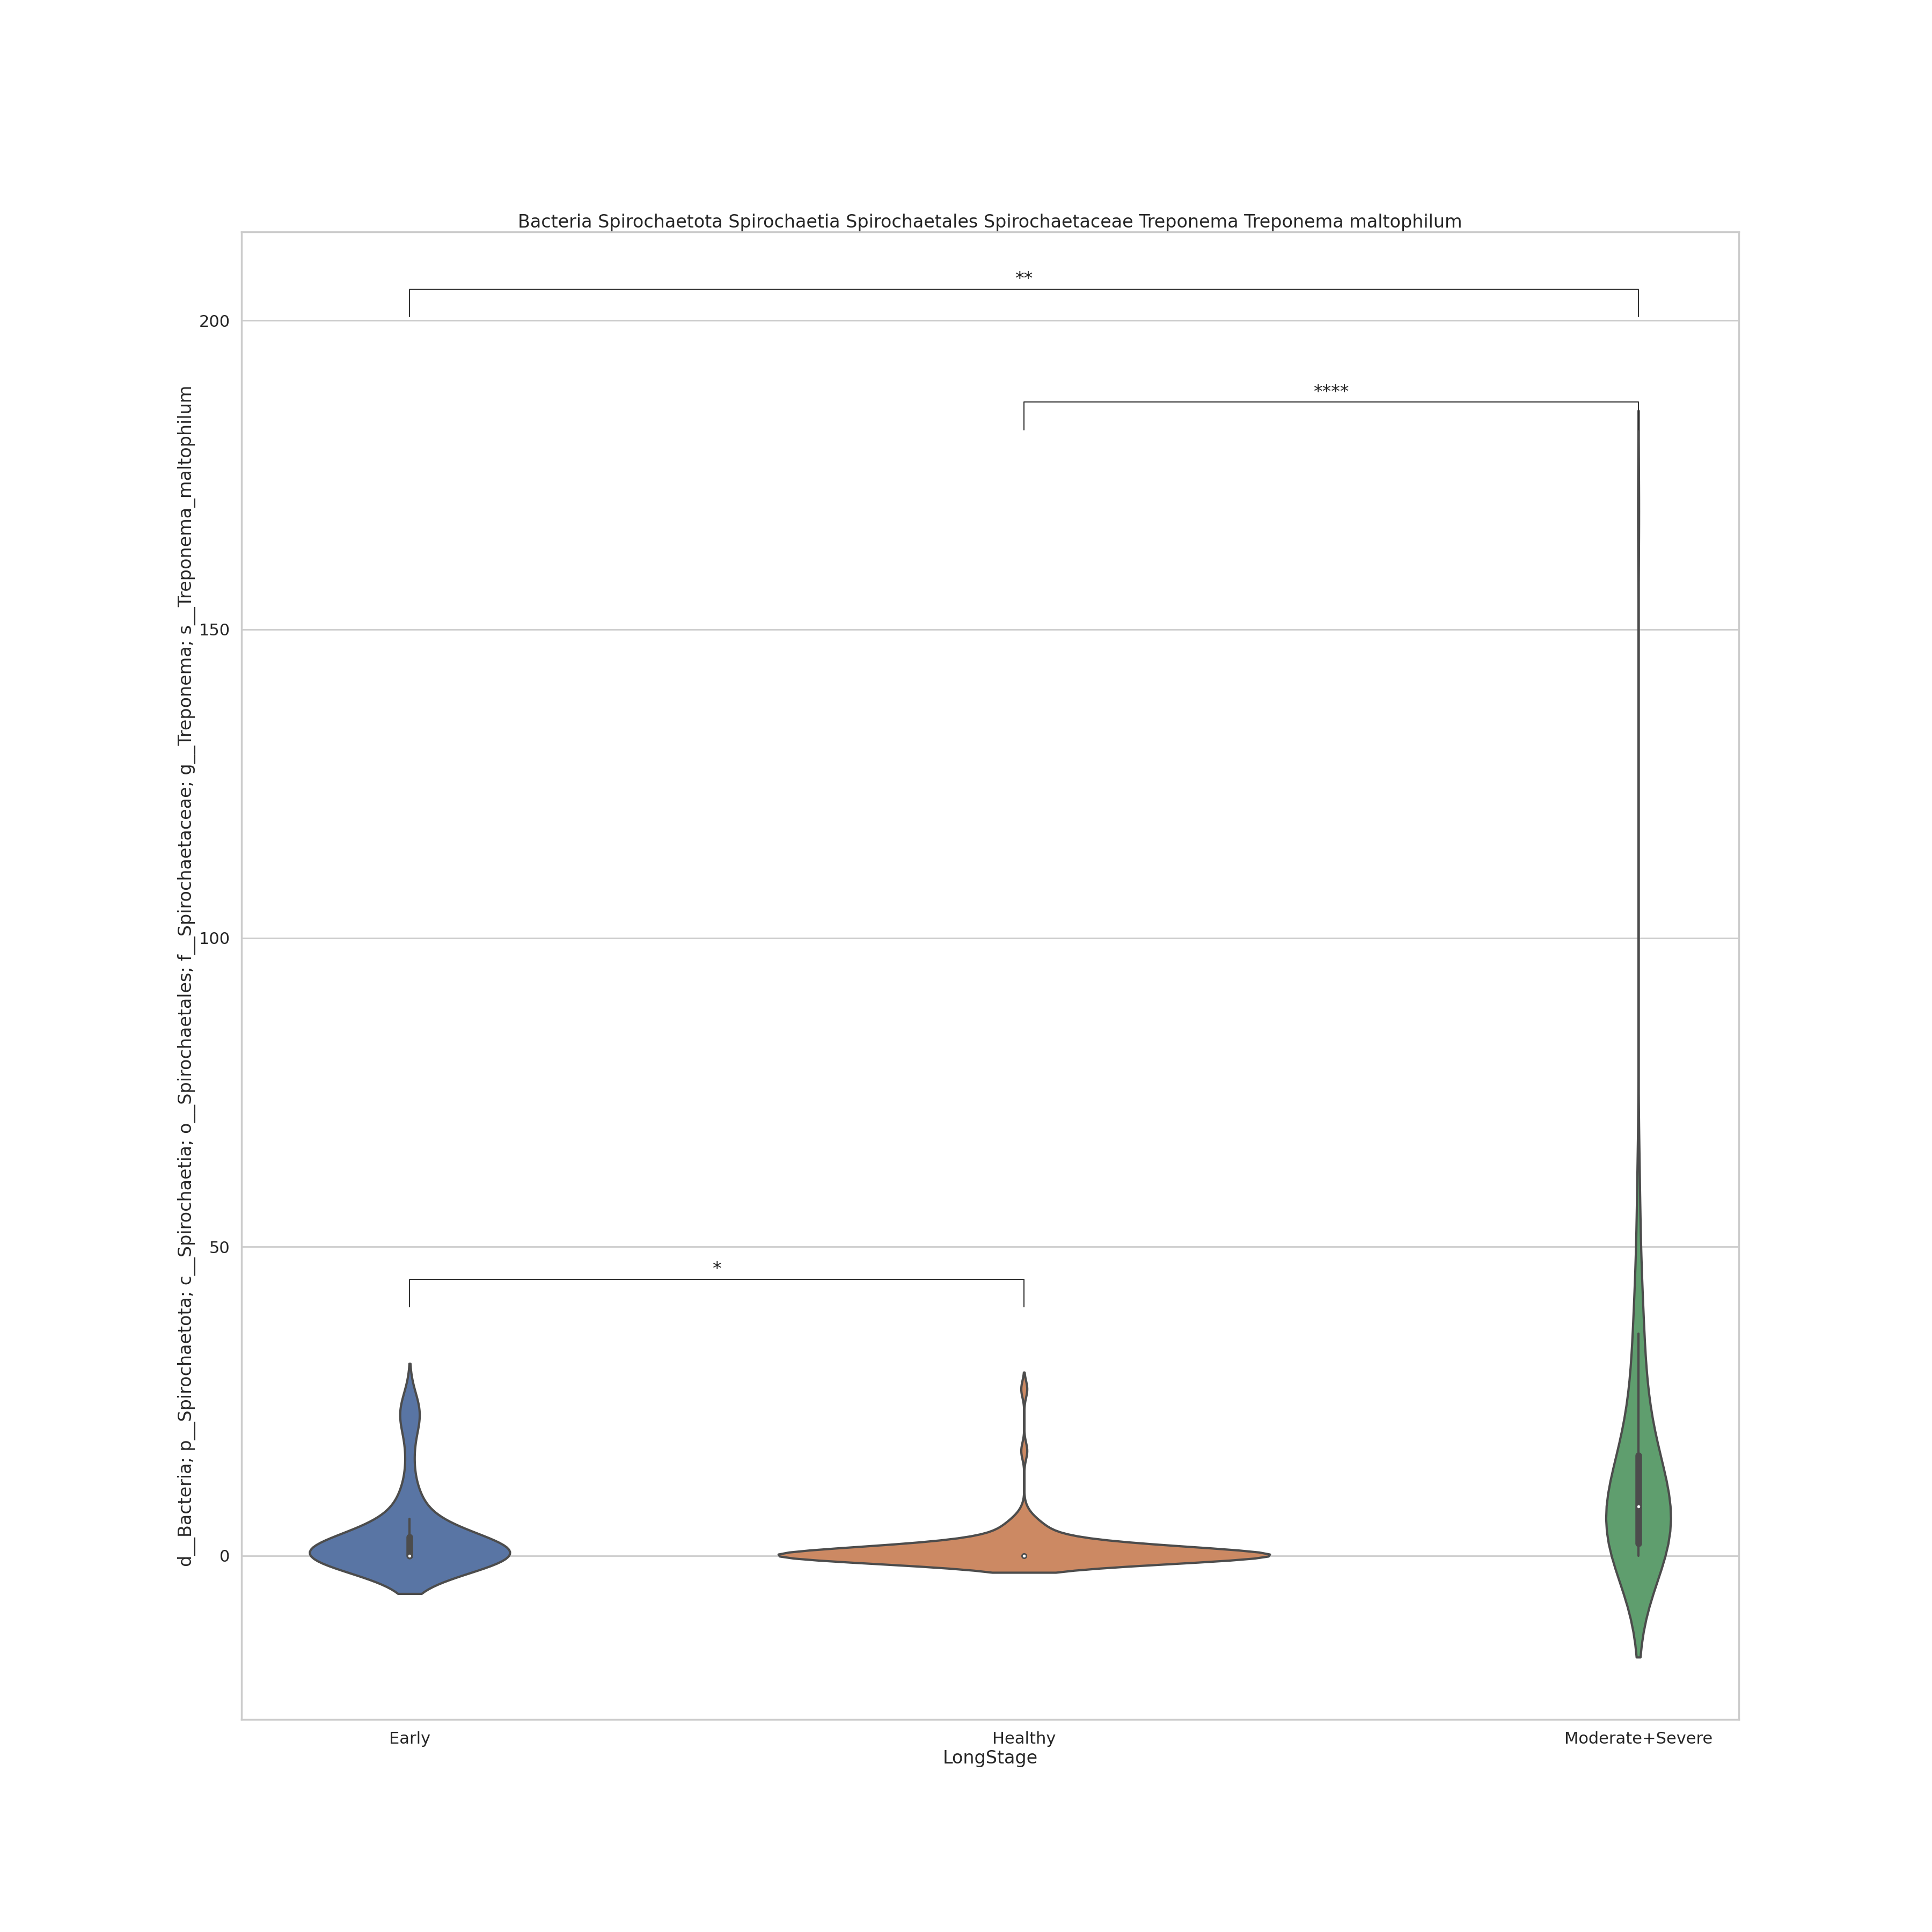 Bacteria Spirochaetota Spirochaetia Spirochaetales Spirochaetaceae Treponema Treponema maltophilum
d__Bacteria; p__Spirochaetota; c__Spirochaetia; o__Spirochaetales; f__Spirochaetaceae; g__Treponema; s__Treponema_maltophilum
200
150
100
50
0
**
****
*
Early Healthy Moderate+Severe
LongStage